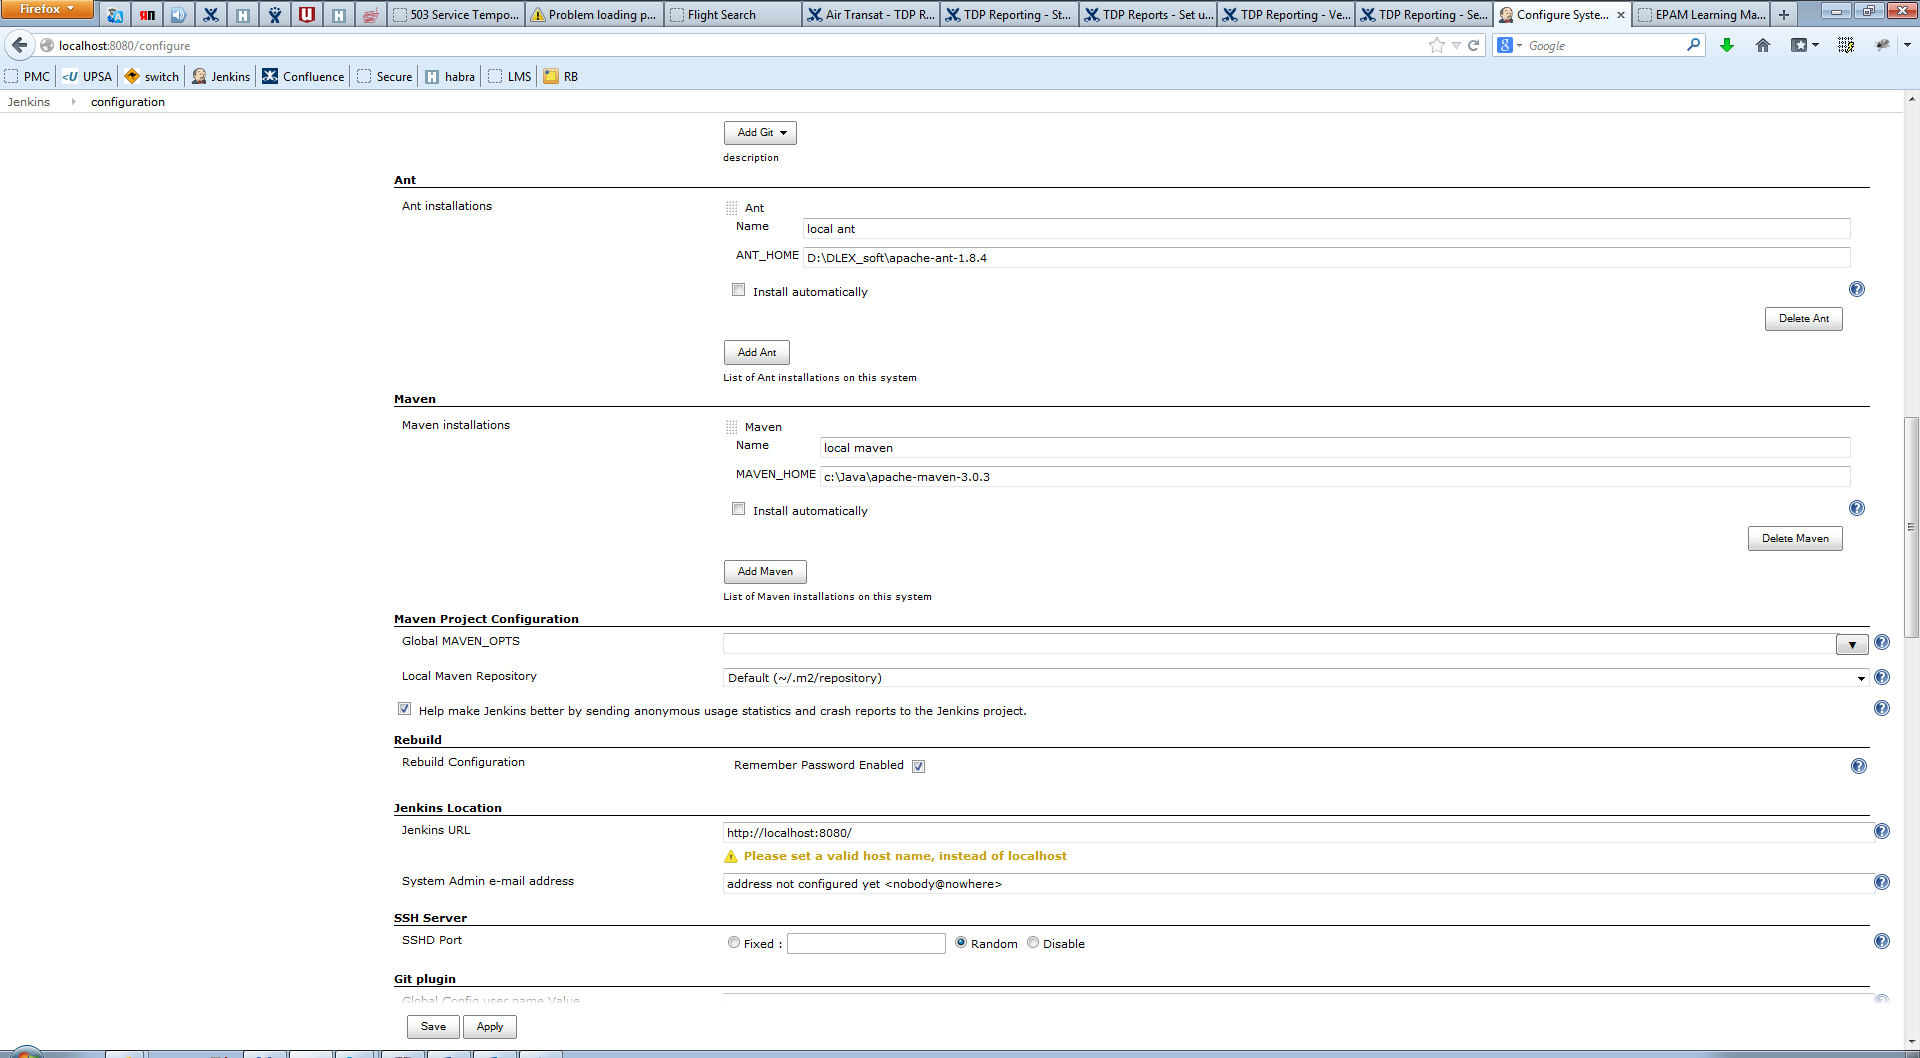 Firefox
ЯП
503 Service Tempo...
Problem loading p...
Flight Search
Air Transat - TDP R...
TDP Reporting - St...
TDP Reports - Set u...
TDP Reporting - Ve...
TDP Reporting - Se...
Configure Syste...
EPAM Learning Ma...
localhost:8080/configure
Google
PMC
UPSA
switch
Jenkins
Confluence
Secure
habra
LMS
RB
Jenkins
configuration
Add Git
description
Ant
Ant installations
Ant
Name
local ant
ANT_HOME
D:\DLEX_soft\apache-ant-1.8.4
Install automatically
Delete Ant
Add Ant
List of Ant installations on this system
Maven
Maven installations
Maven
Name
local maven
MAVEN_HOME
c:\Java\apache-maven-3.0.3
Install automatically
Delete Maven
Add Maven
List of Maven installations on this system
Maven Project Configuration
Global MAVEN_OPTS
Local Maven Repository
Default (~/.m2/repository)
Help make Jenkins better by sending anonymous usage statistics and crash reports to the Jenkins project.
Rebuild
Rebuild Configuration
Remember Password Enabled
Jenkins Location
Jenkins URL
http://localhost:8080/
Please set a valid host name, instead of localhost
System Admin e-mail address
address not configured yet <nobody@nowhere>
SSH Server
SSHD Port
Fixed :
Random
Disable
Git plugin
Global Config user name Value
Save
Apply